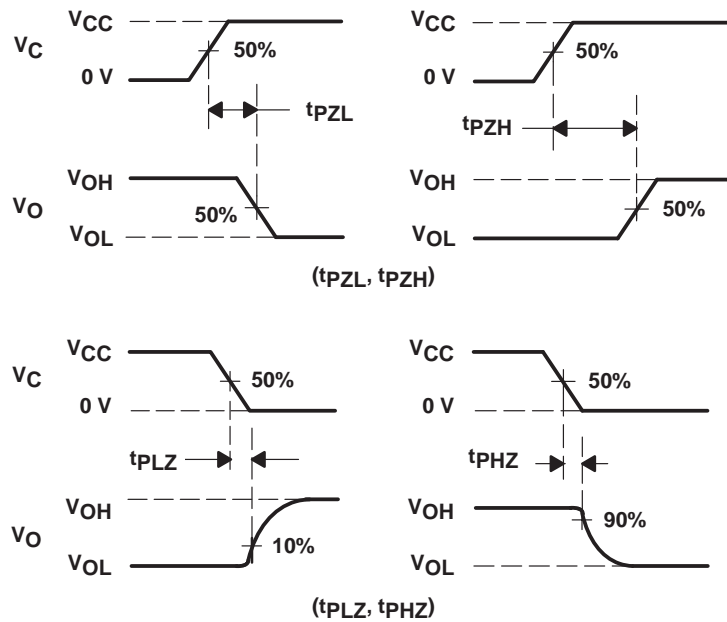 VCC VCC
VC 50% 50%
0 V 0 V
tPZL tPZH
VOH VOH
VO 50% 50%
VOL VOL
(tPZL, tPZH)
VCC VCC
VC 50% 50%
0 V 0 V
tPLZ tPHZ
VOH VOH
VO 10% 90%
VOL VOL
(tPLZ, tPHZ)